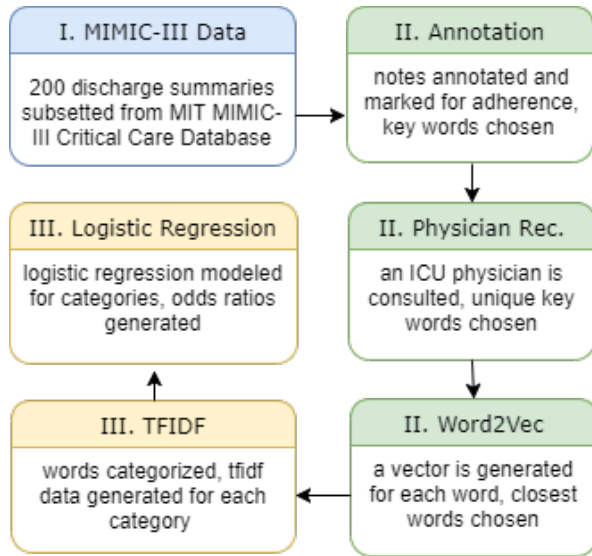 I. MIMIC-III Data
200 discharge summaries
subsetted from MIT MIMIC-
III Critical Care Database
II. Annotation
notes annotated and
marked for adherence,
key words chosen
II. Physician Rec.
an ICU physician is
consulted, unique key
words chosen
II. Word2Vec
a vector is generated
for each word, closest
words chosen
III. TFIDF
words categorized, tfidf
data generated for each
category
III. Logistic Regression
logistic regression modeled
for categories, odds ratios
generated